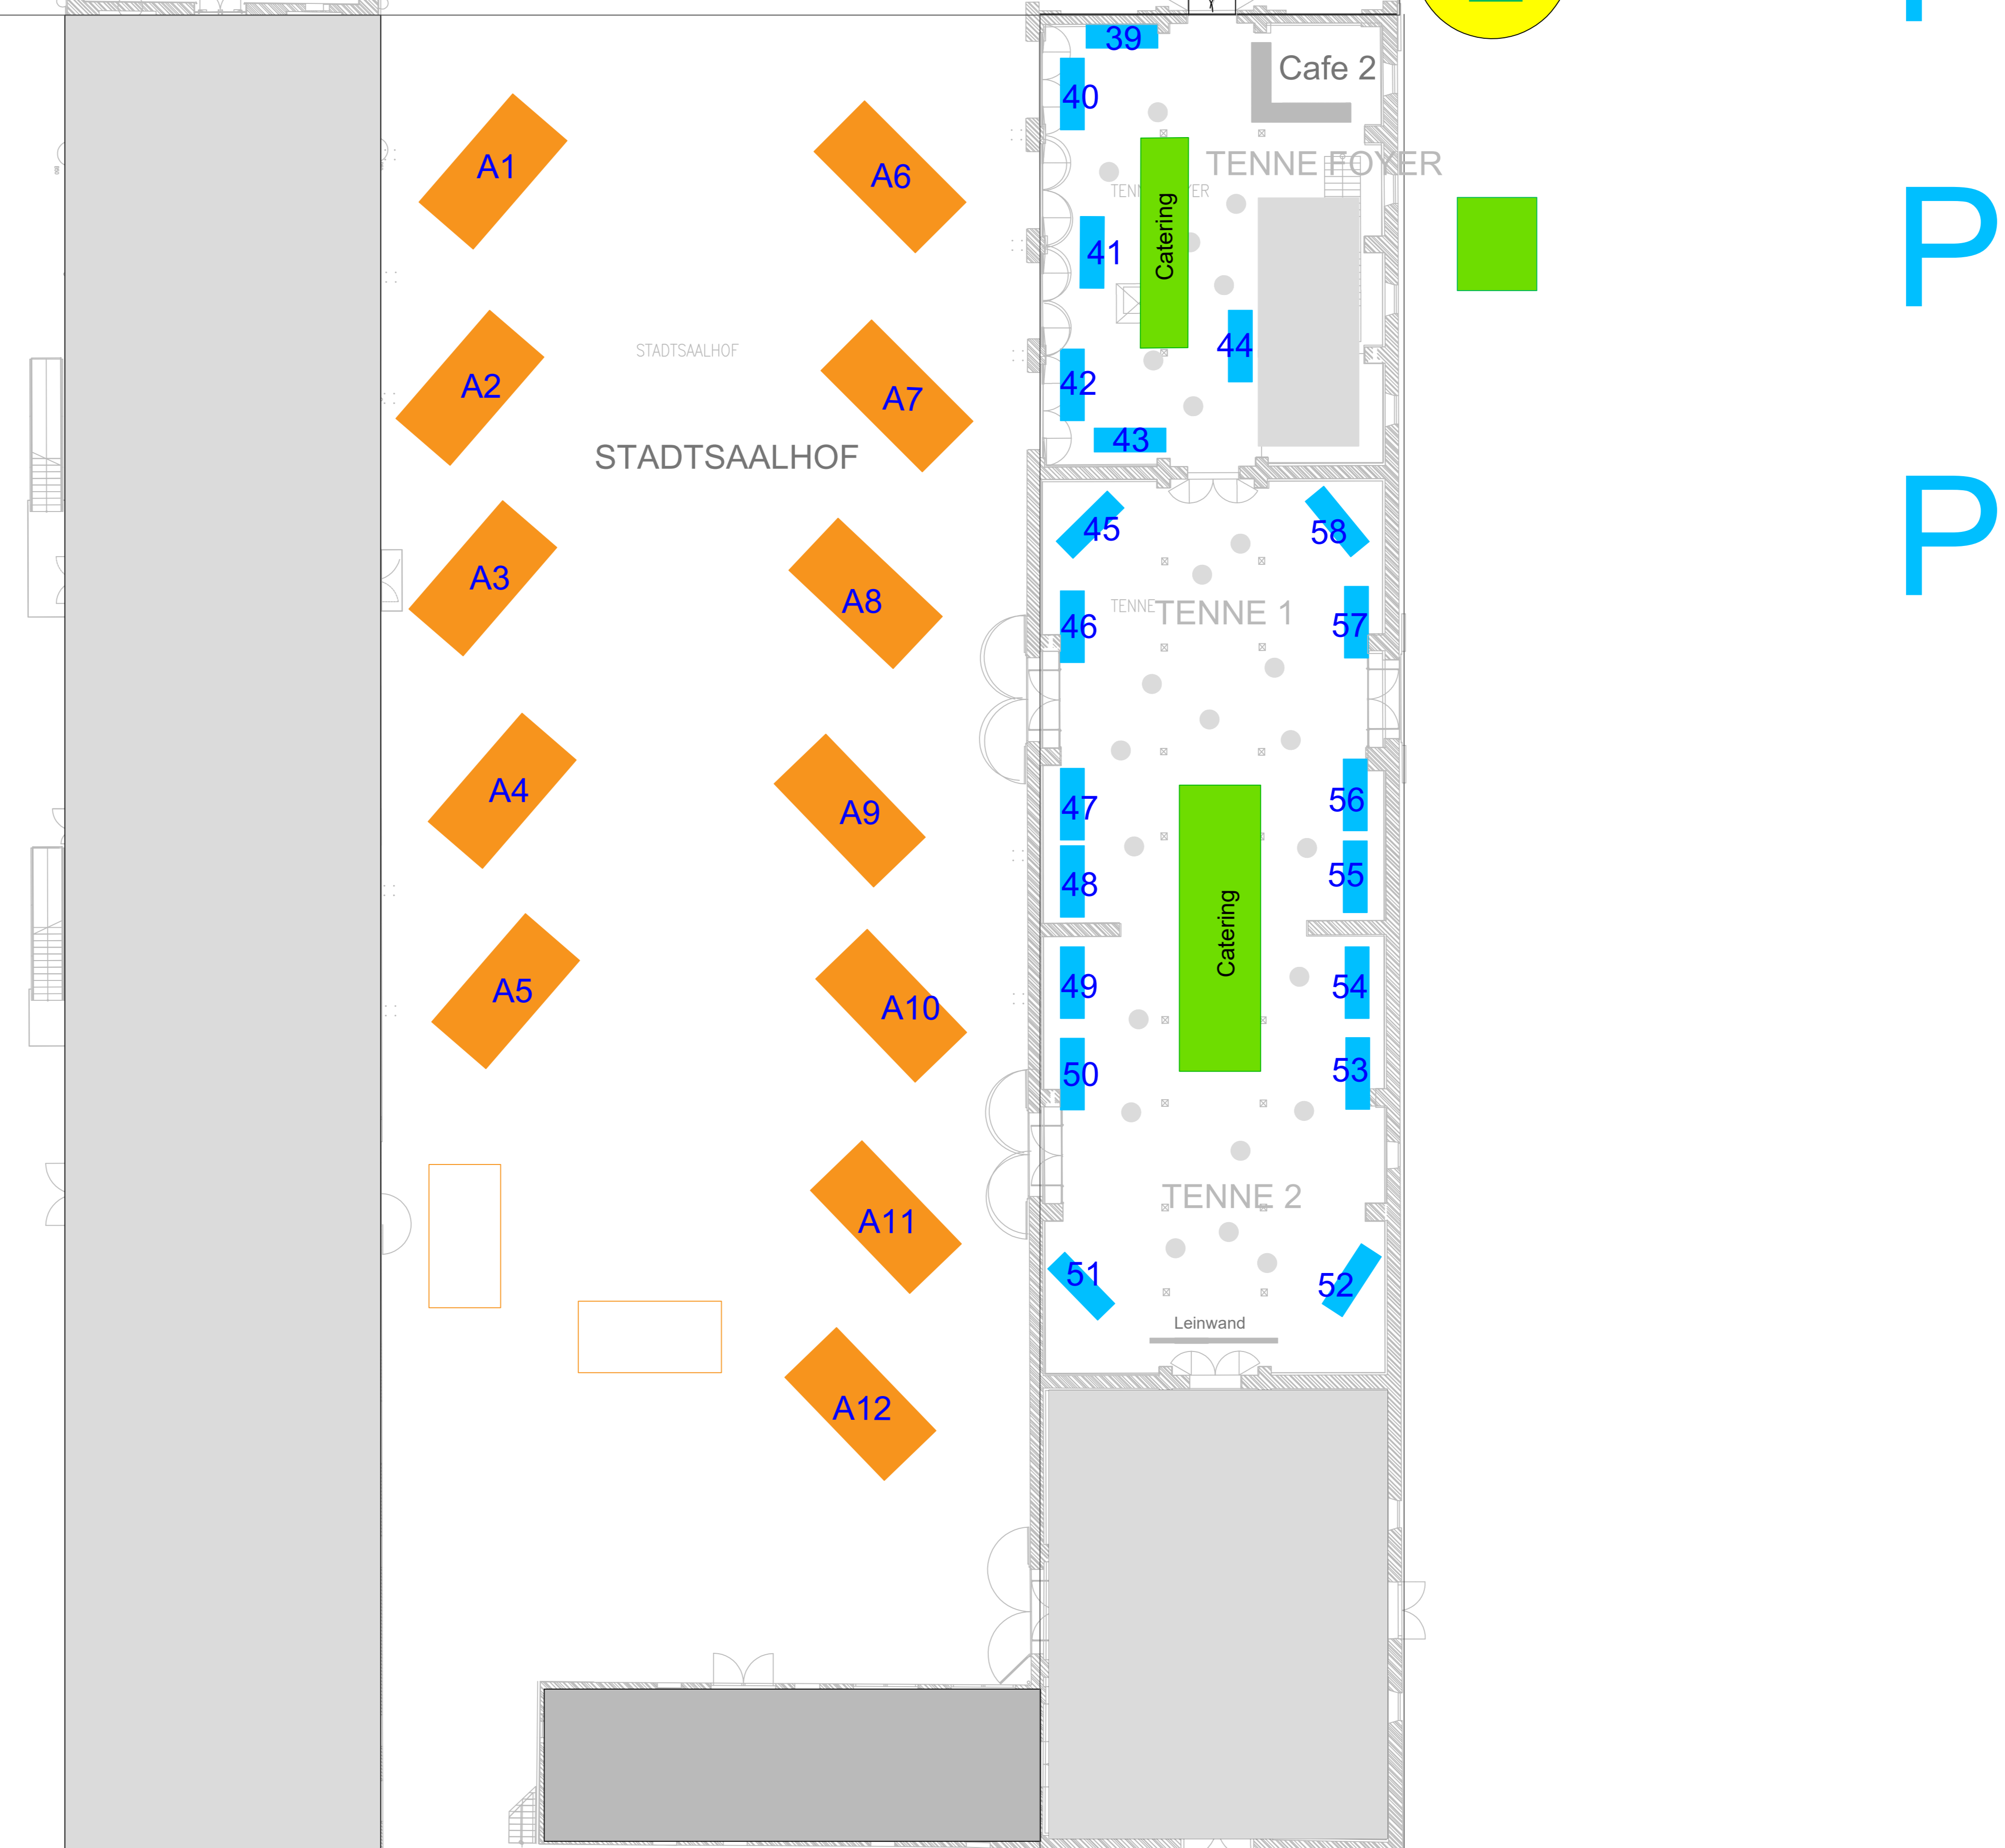 39
Cafe 2
40
A1
A6
TENNE FOYER
Catering
P
41
44
STADTSAALHOF
A2
A7
42
43
STADTSAALHOF
P
45
58
A3
A8
TENNE
TENNE 1
46
57
A4
A9
47
56
48
55
Catering
A5
A10
49
54
50
53
TENNE 2
A11
51
52
Leinwand
A12